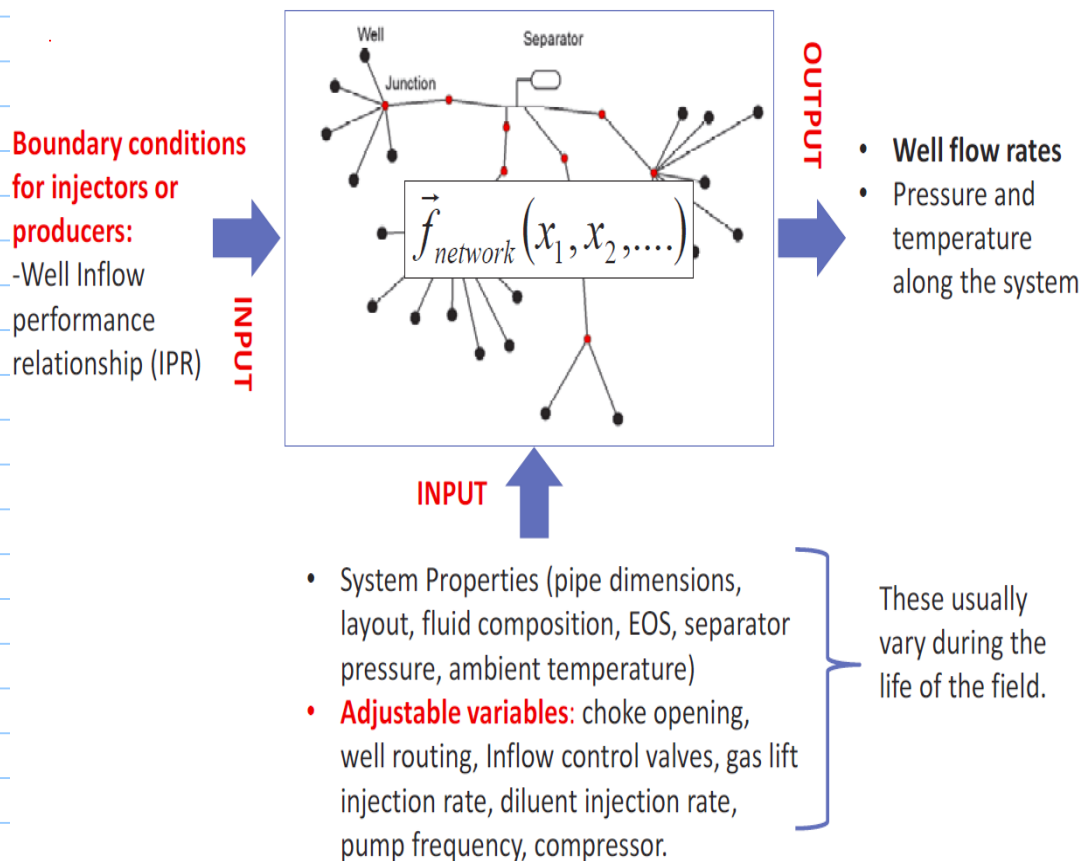 Well
Separator
Junction
OUTPUT
Boundary conditions
for injectors or
producers:
-Well Inflow
performance
relationship (IPR)
INPUT
f⃗network(x1, x2,....)
• Well flow rates
• Pressure and
temperature
along the system
INPUT
• System Properties (pipe dimensions,
layout, fluid composition, EOS, separator
pressure, ambient temperature)
• Adjustable variables: choke opening,
well routing, Inflow control valves, gas lift
injection rate, diluent injection rate,
pump frequency, compressor.
These usually
vary during the
life of the field.